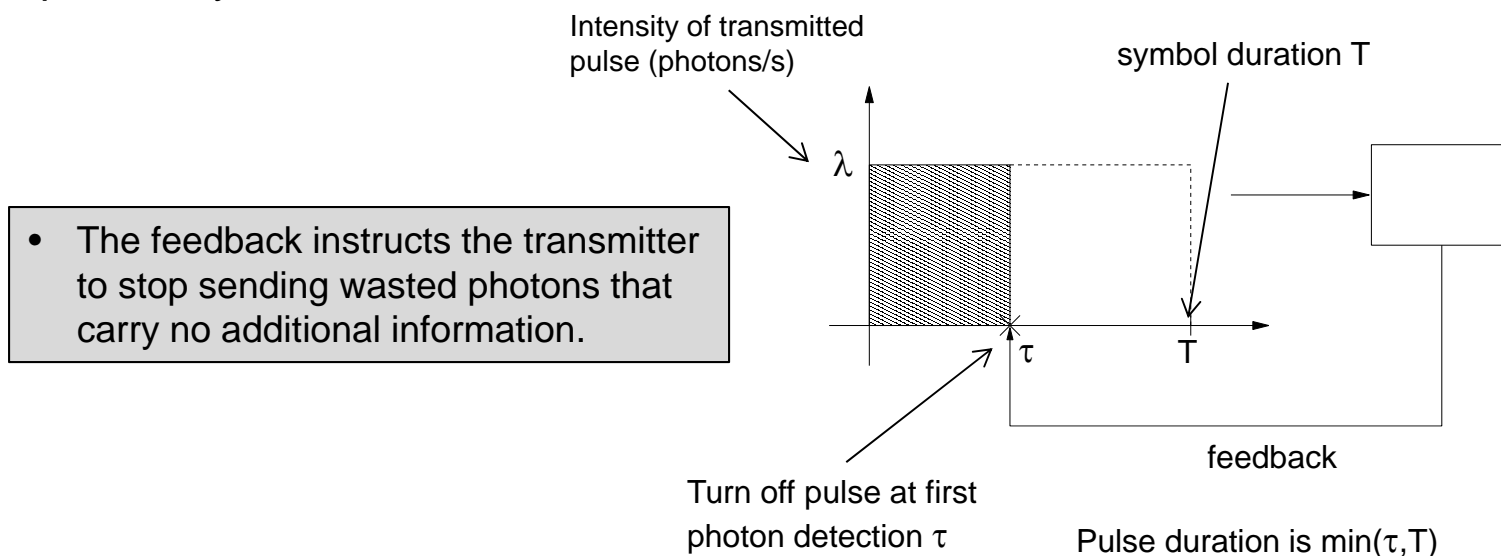 Intensity of transmitted
pulse (photons/s)
symbol duration T
λ
• The feedback instructs the transmitter
to stop sending wasted photons that
carry no additional information.
τ
T
feedback
Turn off pulse at first
photon detection τ
Pulse duration is min(τ,T)